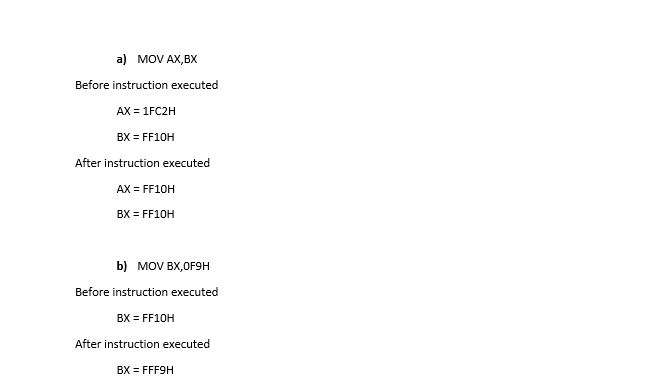 a) MOV AX,BX
Before instruction executed
AX = 1FC2H
BX = FF10H
After instruction executed
AX = FF10H
BX = FF10H
b) MOV BX,0F9H
Before instruction executed
BX = FF10H
After instruction executed
BX = FFF9H